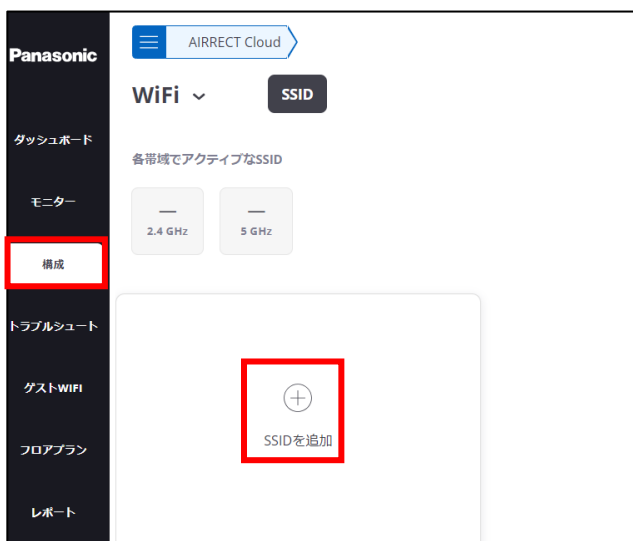 Panasonic
AIRRECT Cloud
WiFi
SSID
ダッシュボード
各帯域でアクティブなSSID
モニター
—
2.4 GHz
—
5 GHz
構成
トラブルシュート
ゲストWIFI
SSIDを追加
フロアプラン
レポート